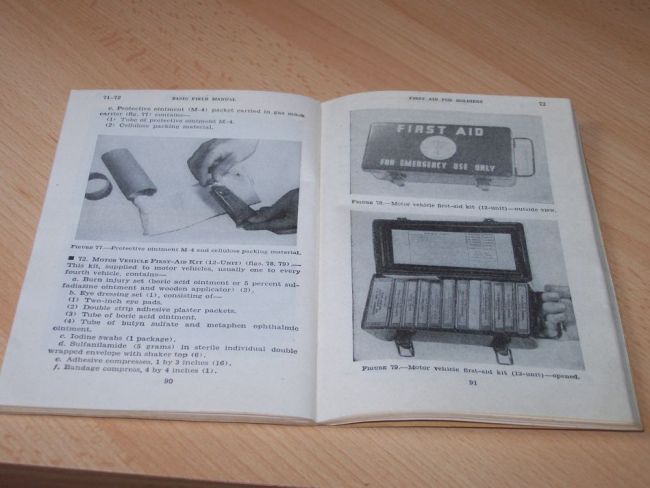 71-72 BASIC FIELD MANUAL
c. Protective ointment (M-4) packet carried in gas mask
carrier (fig. 77) contains—
(1) Tube of protective ointment M-4.
(2) Cellulose packing material.
FIGURE 77.—Protective ointment M-4 and cellulose packing material.
■ 72. MOTOR VEHICLE FIRST-AID KIT (12-UNIT) (figs. 78, 79).—
This kit, supplied to motor vehicles, usually one to every
fourth vehicle, contains—
a. Burn injury set (boric acid ointment or 5 percent sul-
fadiazine ointment and wooden applicator) (2).
b. Eye dressing set (1), consisting of—
(1) Two-inch eye pads.
(2) Double strip adhesive plaster packets.
(3) Tube of boric acid ointment.
(4) Tube of butyn sulfate and metaphen ophthalmic
ointment.
c. Iodine swabs (1 package).
d. Sulfanilamide (5 grams) in sterile individual double
wrapped envelope with shaker top (6).
e. Adhesive compresses, 1 by 3 inches (16).
f. Bandage compress, 4 by 4 inches (1).
90
FIRST AID FOR SOLDIERS 72
FIRST AID
FOR EMERGENCY USE ONLY
FIGURE 78.—Motor vehicle first-aid kit (12-unit)—outside view.
FIGURE 79.—Motor vehicle first-aid kit (12-unit)—opened.
91